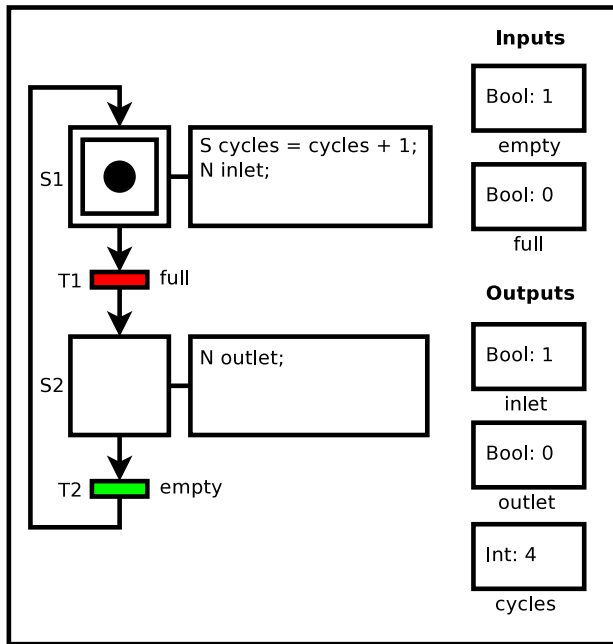 S1
S cycles = cycles + 1;
N inlet;
T1
full
S2
N outlet;
T2
empty
Inputs
Bool: 1
empty
Bool: 0
full
Outputs
Bool: 1
inlet
Bool: 0
outlet
Int: 4
cycles